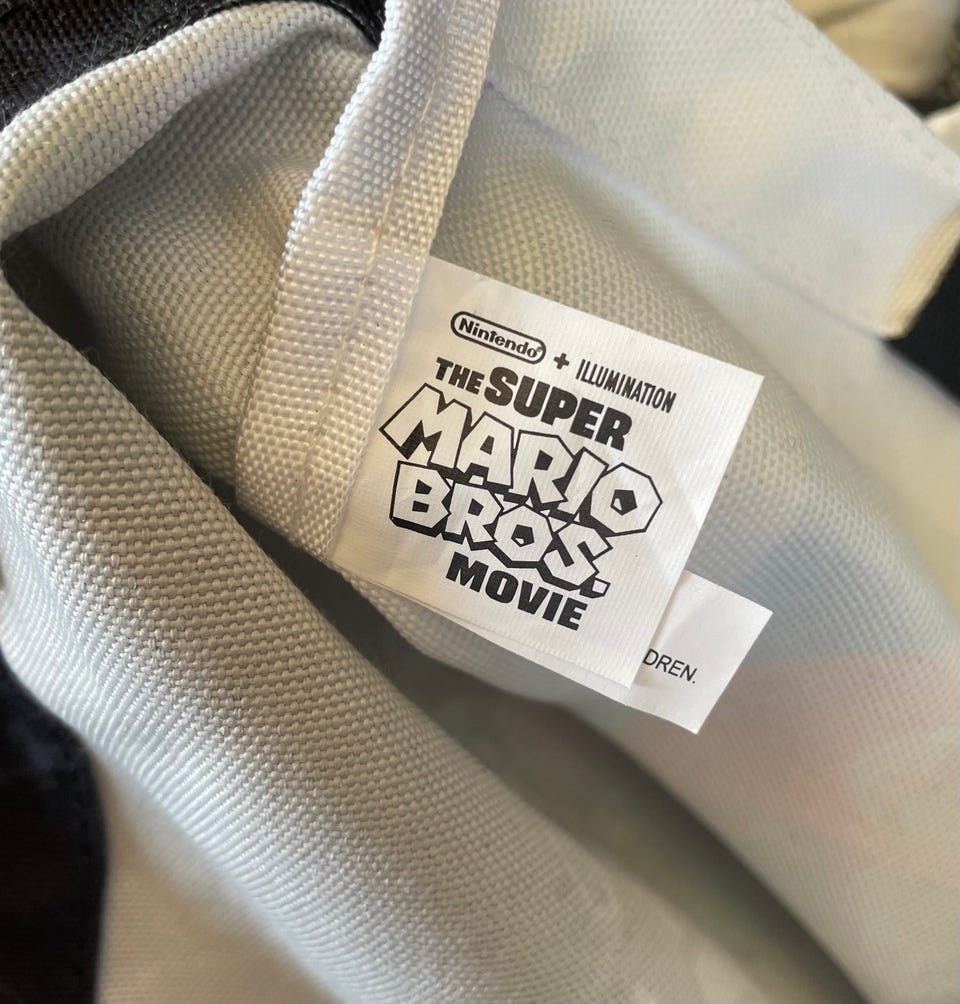 Nintendo® + ILLUMINATION
THE SUPER
MARIO
BROS.
MOVIE
DREN.